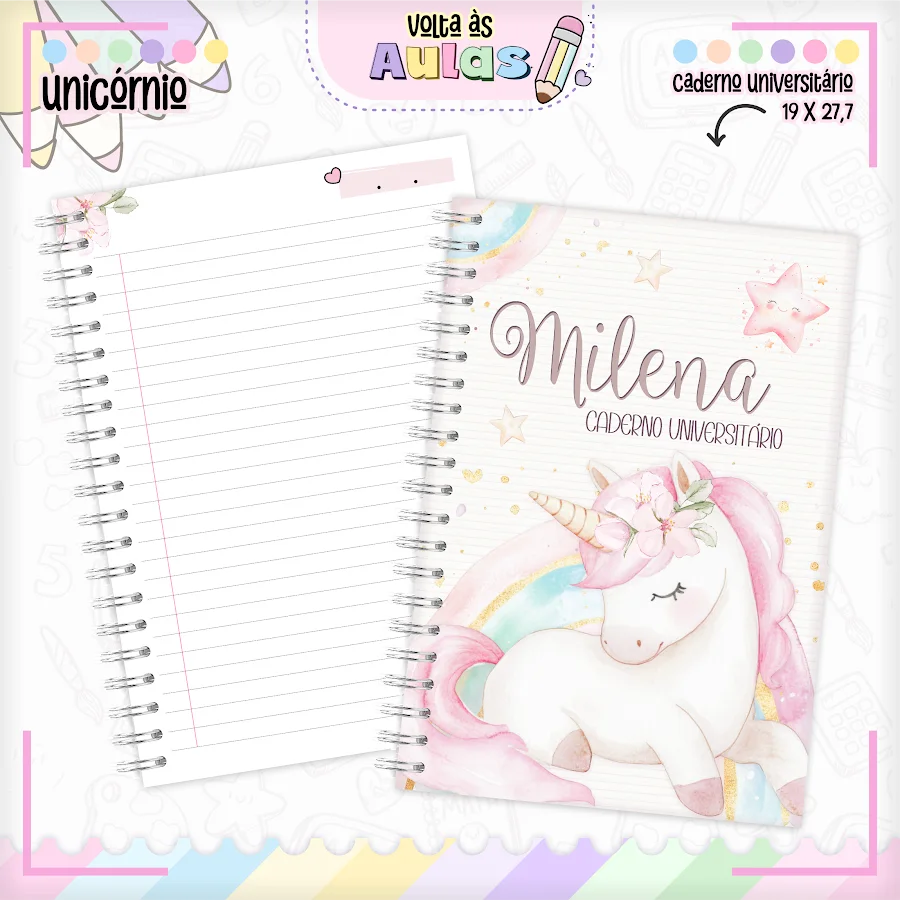 Volta às
Aulas
Unicórnio
Caderno Universitário
19 X 27,7
Milena
CADERNO UNIVERSITÁRIO